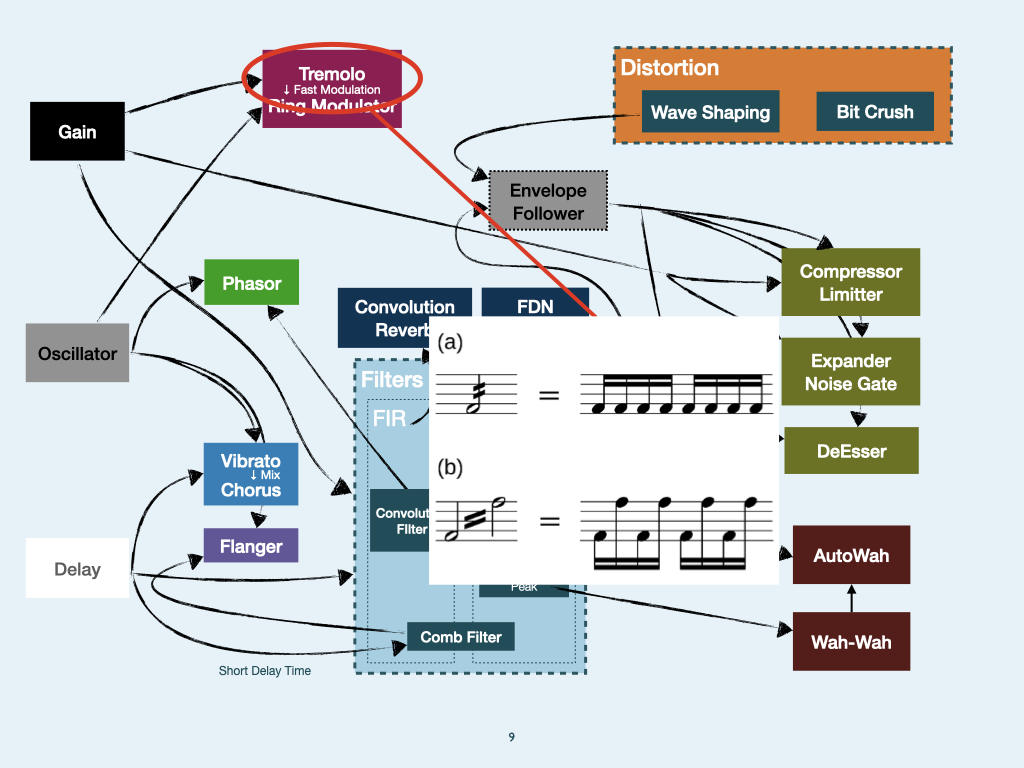 Tremolo
↓ Fast Modulation
Ring Modulator
Distortion
Wave Shaping
Bit Crush
Gain
Envelope
Follower
Compressor
Limitter
Phasor
Convolution
Reverb
FDN
Oscillator
(a)
=
Expander
Noise Gate
Filters
FIR
DeEsser
Vibrato
↓ Mix
Chorus
(b)
=
FIlter
Flanger
Delay
AutoWah
Peak
Comb Filter
Wah-Wah
Short Delay Time
9